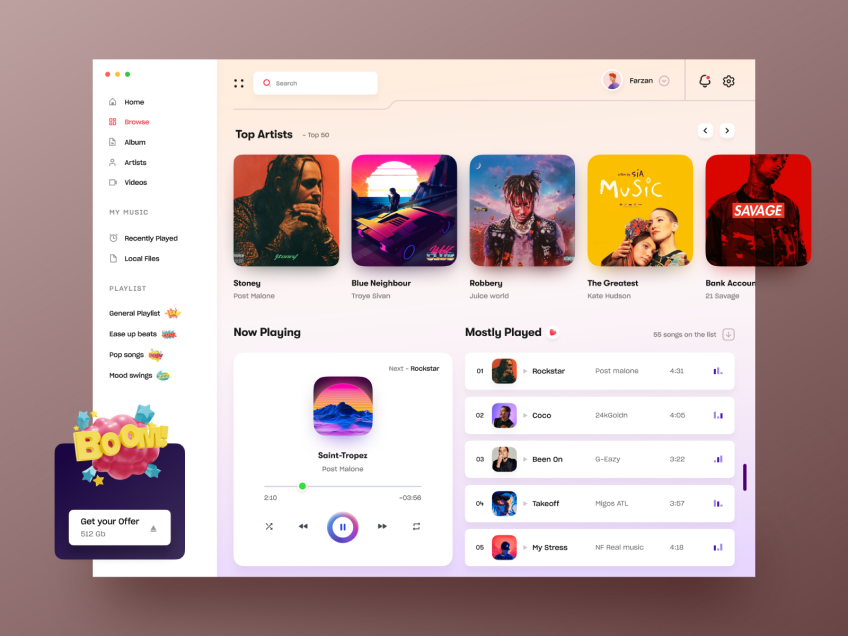 Search
Farzan
Home
Browse
Album
Artists
Videos
MY MUSIC
Recently Played
Local Files
PLAYLIST
General Playlist
Ease up beats
Pop songs
Mood swings
BOOM!
Get your Offer
512 Gb
Top Artists - Top 50
Stoney
a film by SIA
MUSIC
SAVAGE
Stoney
Post Malone
Blue Neighbour
Troye Sivan
Robbery
Juice world
The Greatest
Kate Hudson
Bank Accoun
21 Savage
Now Playing
Next - Rockstar
Saint-Tropez
Post Malone
2:10
-03:56
Mostly Played
55 songs on the list
01 Rockstar Post malone 4:31
02 Coco 24kGoldn 4:05
03 Been On G-Eazy 3:22
04 Takeoff Migos ATL 3:57
05 My Stress NF Real music 4:18